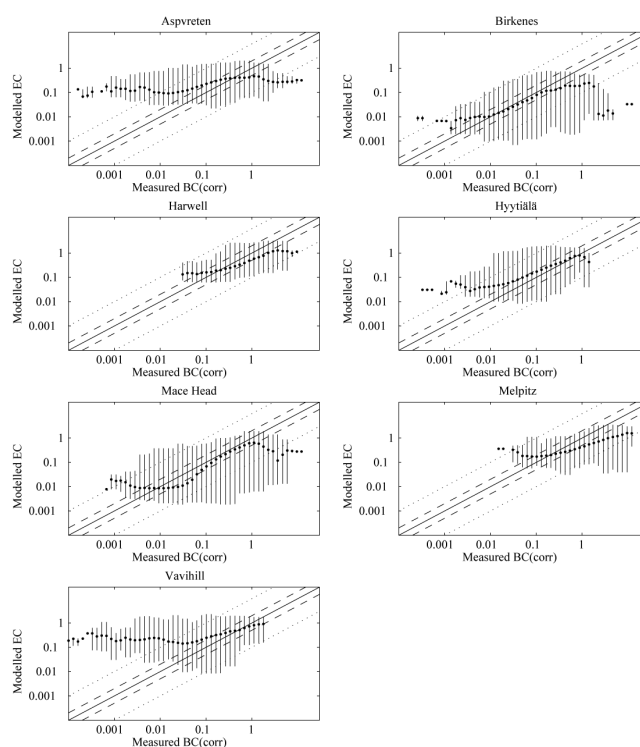 Aspvreten
Modelled EC
1
0.1
0.01
0.001
0.001 0.01 0.1 1
Measured BC(corr)
Birkenes
Modelled EC
1
0.1
0.01
0.001
0.001 0.01 0.1 1
Measured BC(corr)
Harwell
Modelled EC
1
0.1
0.01
0.001
0.001 0.01 0.1 1
Measured BC(corr)
Hyytiälä
Modelled EC
1
0.1
0.01
0.001
0.001 0.01 0.1 1
Measured BC(corr)
Mace Head
Modelled EC
1
0.1
0.01
0.001
0.001 0.01 0.1 1
Measured BC(corr)
Melpitz
Modelled EC
1
0.1
0.01
0.001
0.001 0.01 0.1 1
Measured BC(corr)
Vavihill
Modelled EC
1
0.1
0.01
0.001
0.001 0.01 0.1 1
Measured BC(corr)